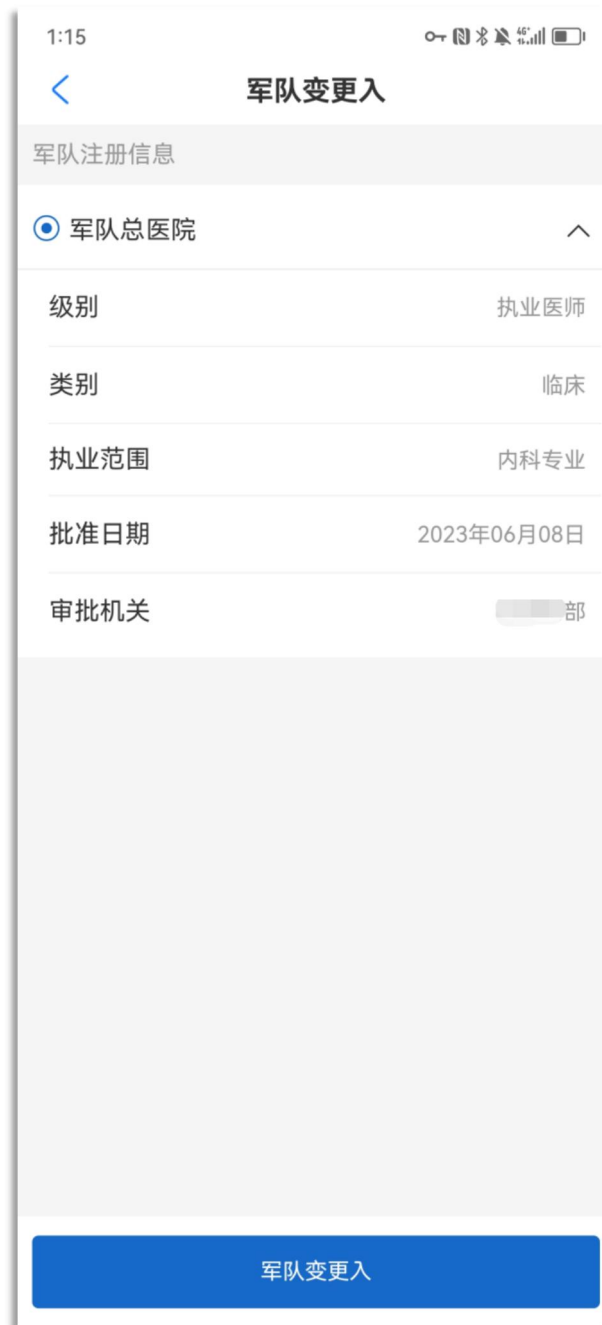 1:15
军队变更入
军队注册信息
军队总医院
级别 执业医师
类别 临床
执业范围 内科专业
批准日期 2023年06月08日
审批机关 部
军队变更入